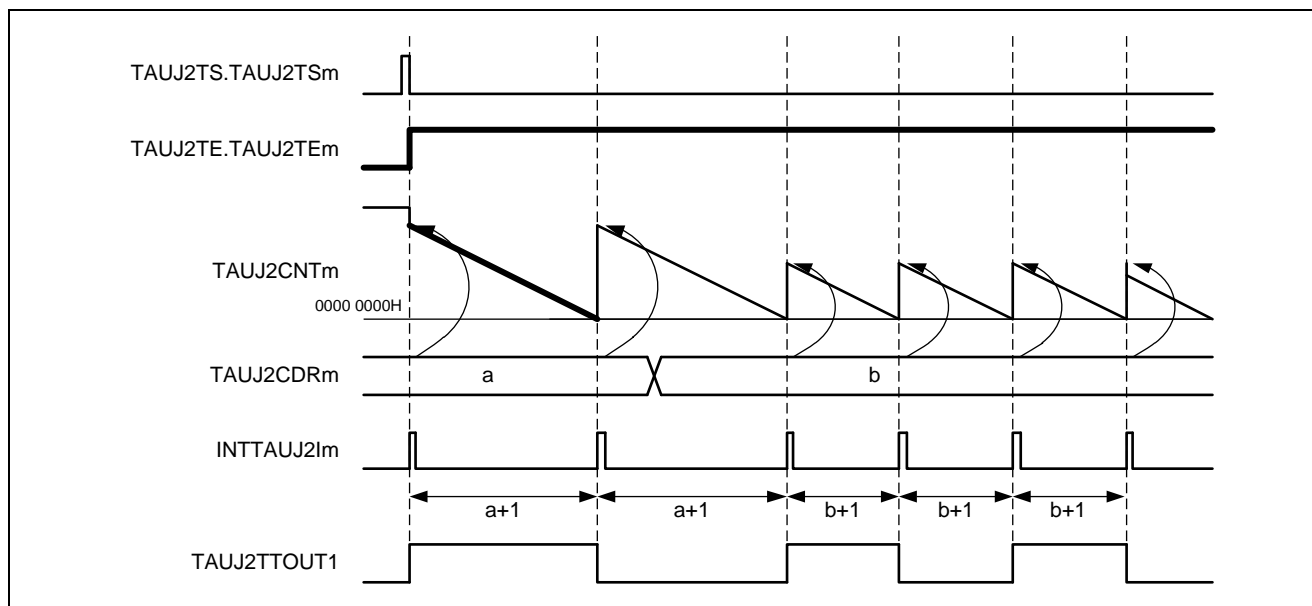 TAUJ2TS.TAUJ2TSm
TAUJ2TE.TAUJ2TEm
TAUJ2CNTm
0000 0000H
TAUJ2CDRm
a
b
INTTAUJ2Im
a+1
a+1
b+1
b+1
b+1
TAUJ2TTOUT1